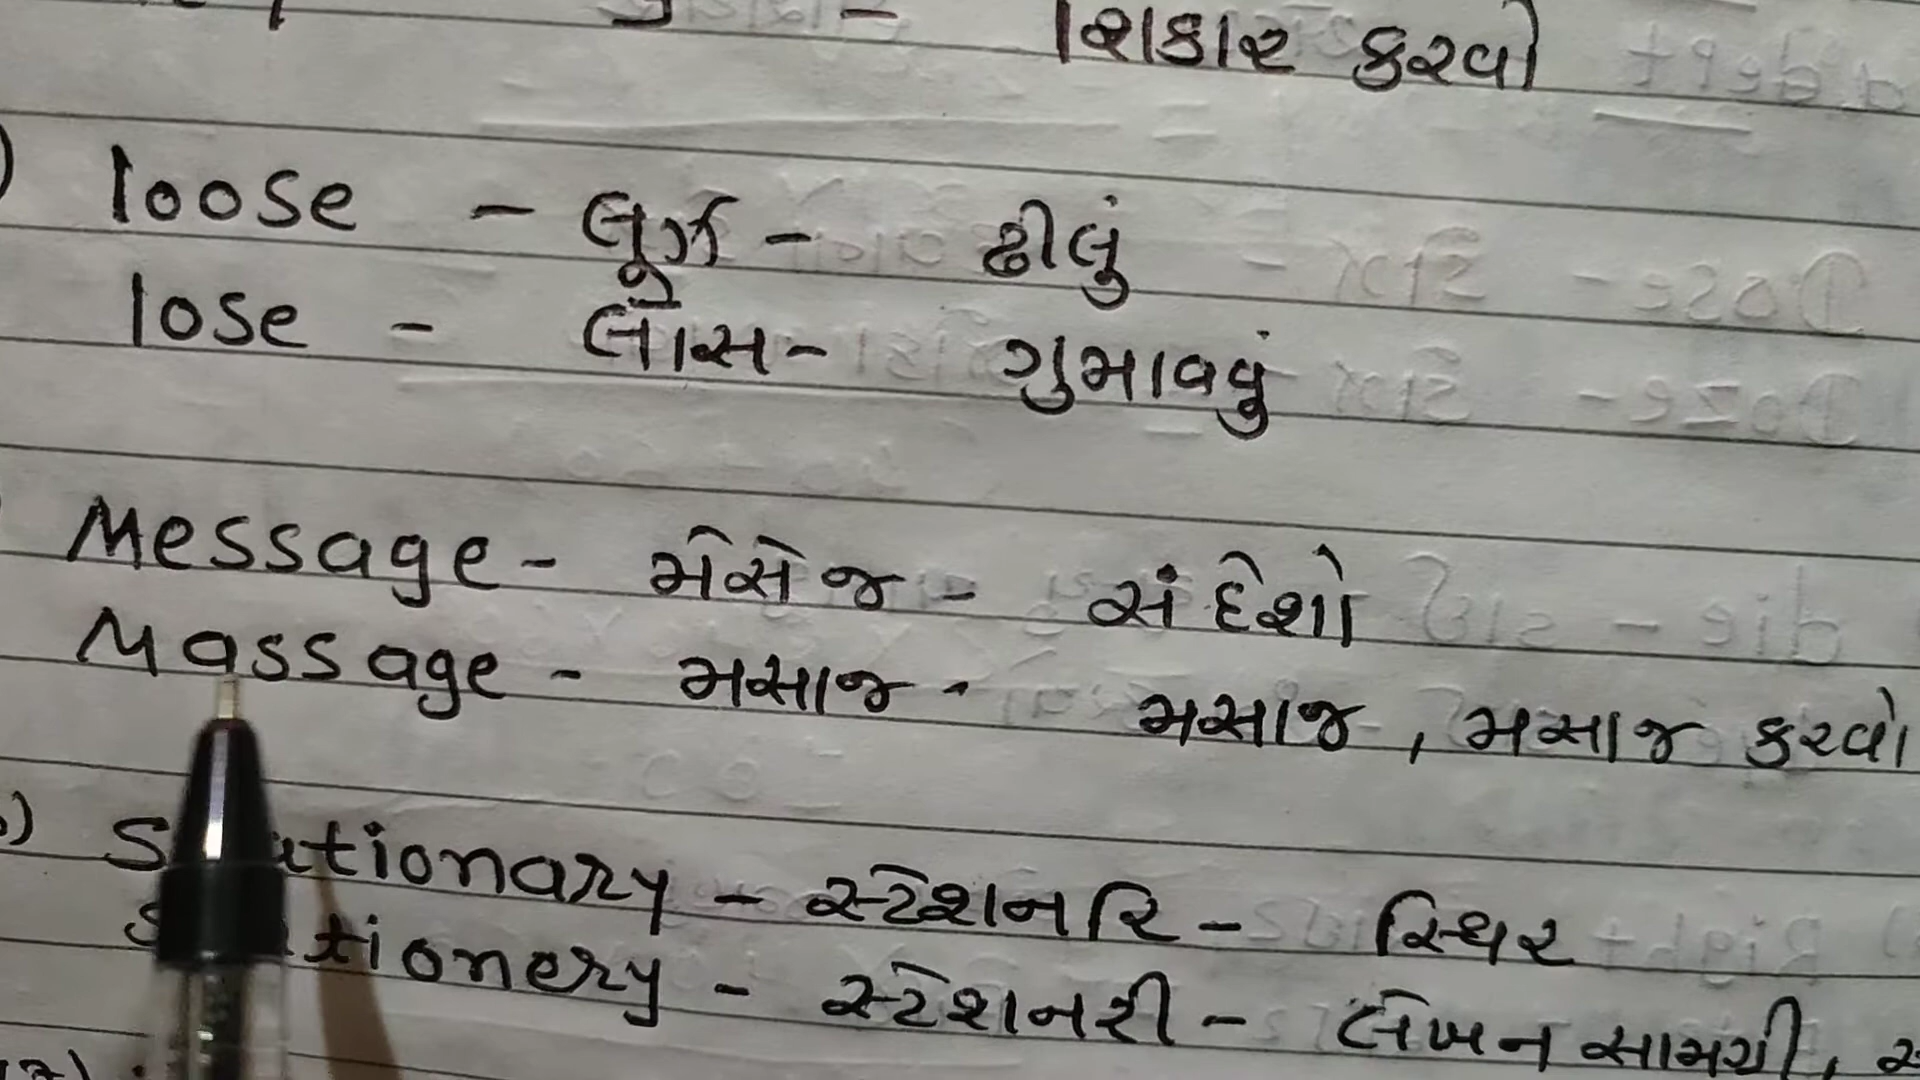 શિકાર કરવો
loose - લૂઝ - ઢીલું
lose - લૉસ - ગુમાવવું
Message - મેસેજ - સંદેશો
Massage - મસાજ - મસાજ, મસાજ કરવો
Stationary - સ્ટેશનરિ - સ્થિર
Stationery - સ્ટેશનરી - લેખન સામગ્રી,